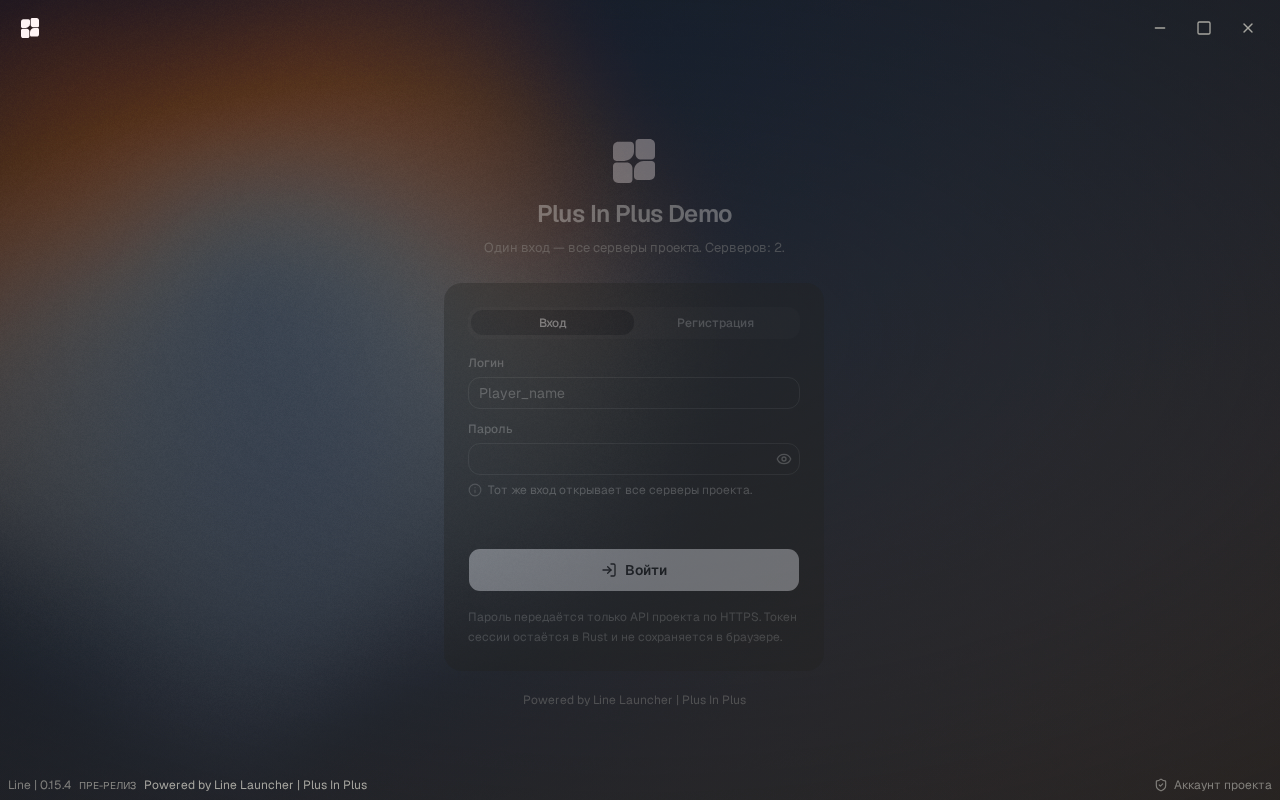 Plus In Plus Demo
Один вход — все серверы проекта. Серверов: 2.
Вход
Регистрация
Логин
Player_name
Пароль
Тот же вход открывает все серверы проекта.
Войти
Пароль передаётся только API проекта по HTTPS. Токен
сессии остаётся в Rust и не сохраняется в браузере.
Powered by Line Launcher | Plus In Plus
Line | 0.15.4 ПРЕ-РЕЛИЗ Powered by Line Launcher | Plus In Plus
Аккаунт проекта